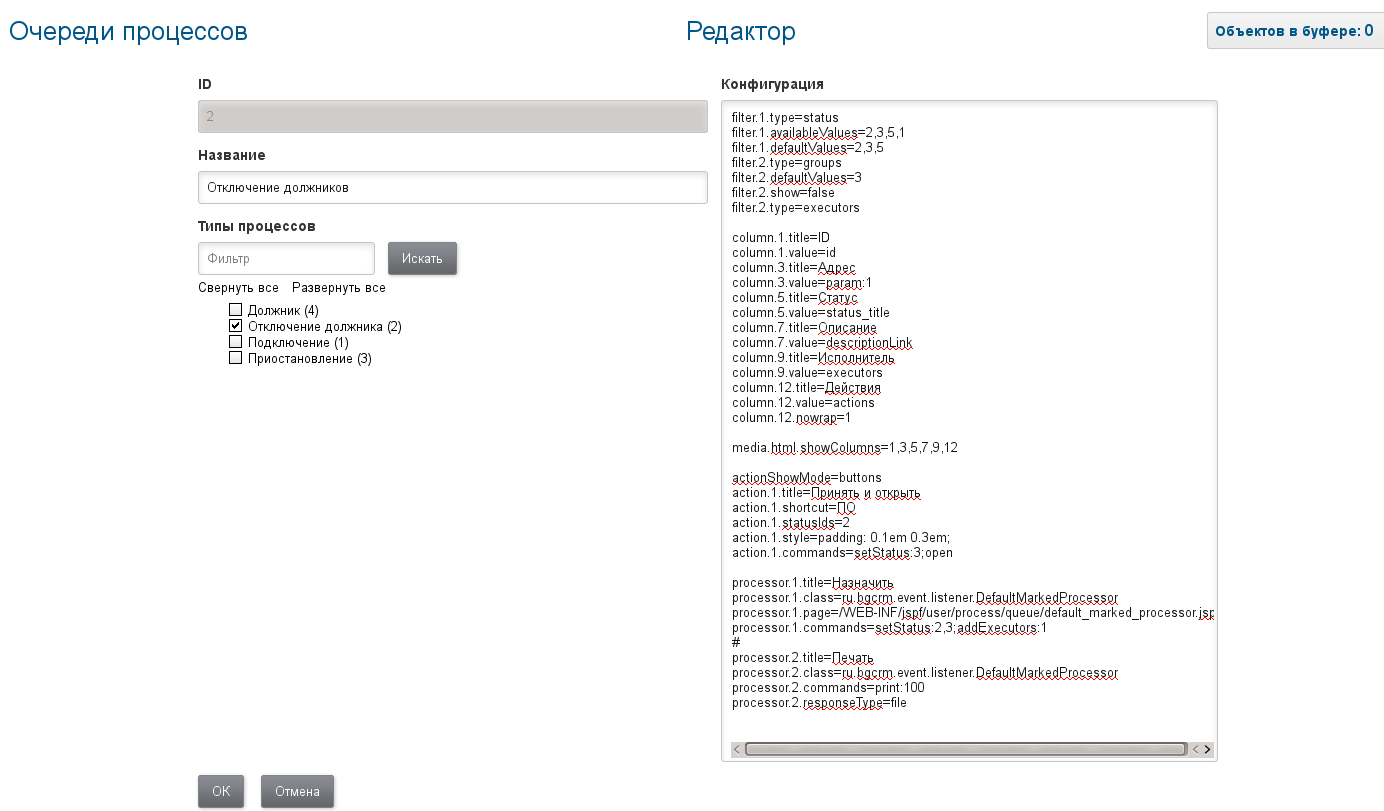 Очереди процессов
Редактор
Объектов в буфере: 0
ID
2
Название
Отключение должников
Типы процессов
Фильтр
Искать
Свернуть все Развернуть все
Должник (4)
Отключение должника (2)
Подключение (1)
Приостановление (3)
Конфигурация
filter.1.type=status
filter.1.availableValues=2,3,5,1
filter.1.defaultValues=2,3,5
filter.2.type=groups
filter.2.defaultValues=3
filter.2.show=false
filter.2.type=executors
column.1.title=ID
column.1.value=id
column.3.title=Адрес
column.3.value=param:1
column.5.title=Статус
column.5.value=status_title
column.7.title=Описание
column.7.value=descriptionLink
column.9.title=Исполнитель
column.9.value=executors
column.12.title=Действия
column.12.value=actions
column.12.nowrap=1
media.html.showColumns=1,3,5,7,9,12
actionShowMode=buttons
action.1.title=Принять и открыть
action.1.shortcut=ПО
action.1.statusIds=2
action.1.style=padding: 0.1em 0.3em;
action.1.commands=setStatus:3;open
processor.1.title=Назначить
processor.1.class=ru.bgcrm.event.listener.DefaultMarkedProcessor
processor.1.page=/WEB-INF/jspf/user/process/queue/default_marked_processor.jsp
processor.1.commands=setStatus:2,3;addExecutors:1
#
processor.2.title=Печать
processor.2.class=ru.bgcrm.event.listener.DefaultMarkedProcessor
processor.2.commands=print:100
processor.2.responseType=file
ОК
Отмена